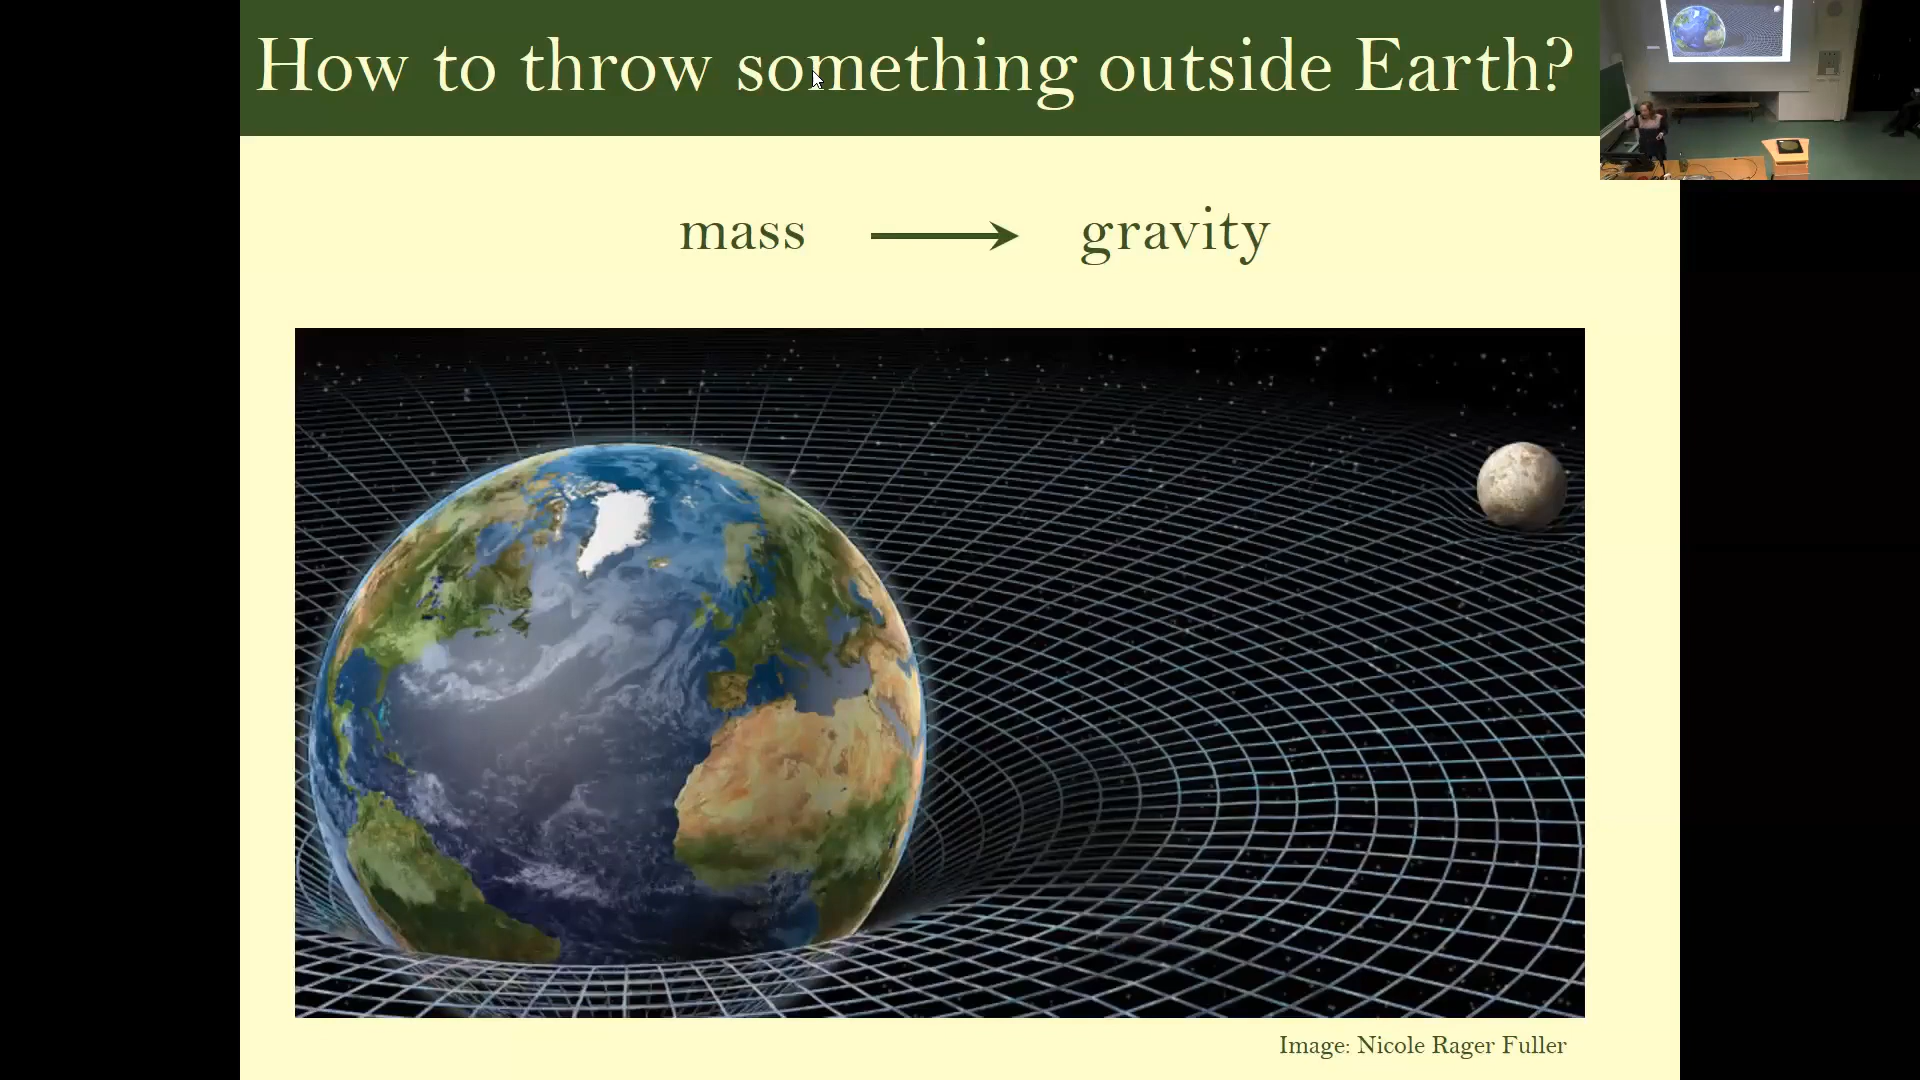 How to throw something outside Earth?
mass → gravity
Image: Nicole Rager Fuller